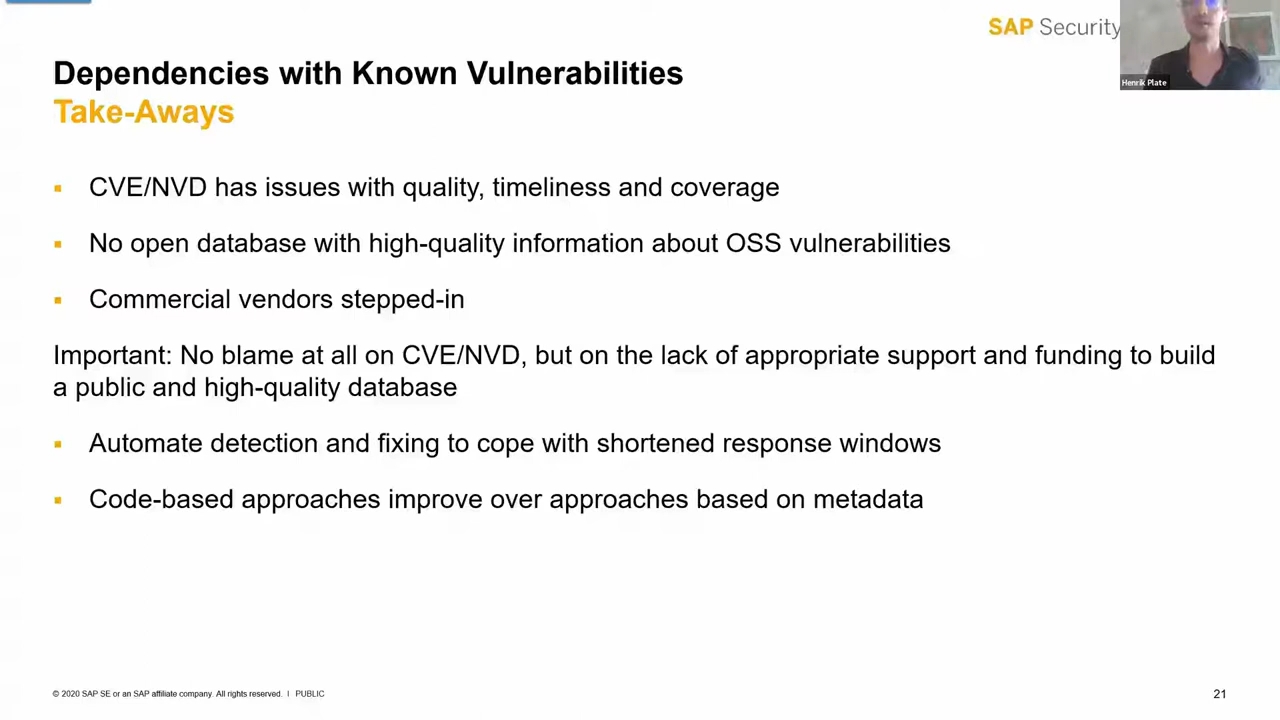 SAP Security
Henrik Plate
Dependencies with Known Vulnerabilities
Take-Aways
▪ CVE/NVD has issues with quality, timeliness and coverage
▪ No open database with high-quality information about OSS vulnerabilities
▪ Commercial vendors stepped-in
Important: No blame at all on CVE/NVD, but on the lack of appropriate support and funding to build
a public and high-quality database
▪ Automate detection and fixing to cope with shortened response windows
▪ Code-based approaches improve over approaches based on metadata
© 2020 SAP SE or an SAP affiliate company. All rights reserved. I PUBLIC
21